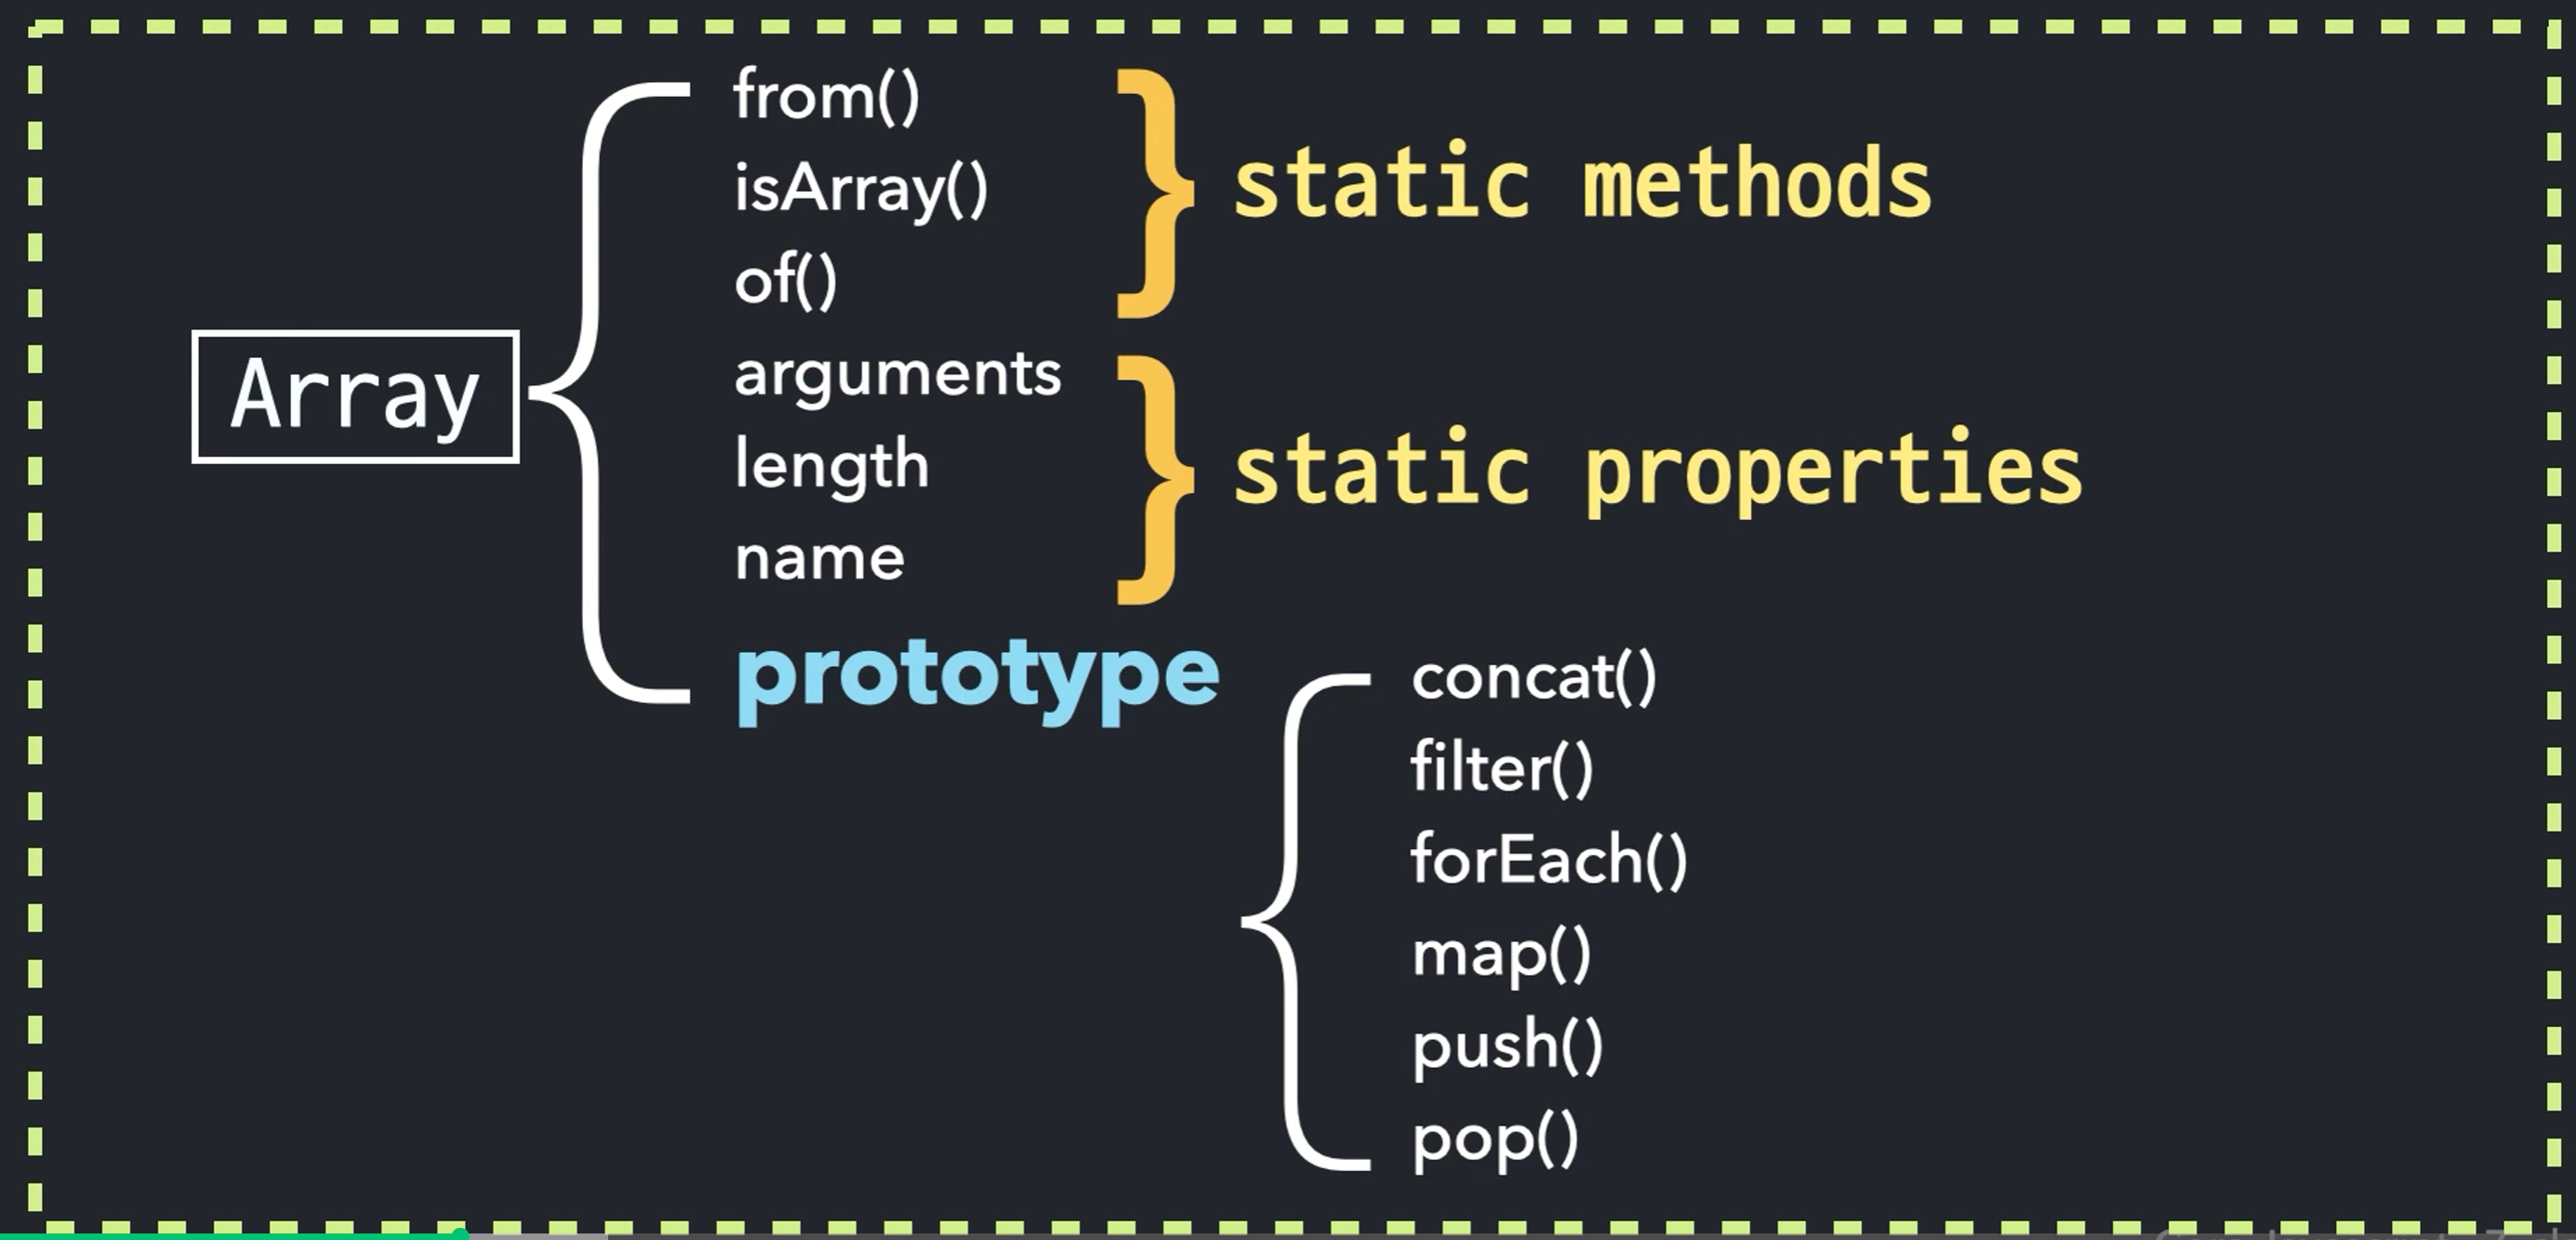 from()
isArray()
of()
static methods
Array
arguments
length
name
static properties
prototype
concat()
filter()
forEach()
map()
push()
pop()